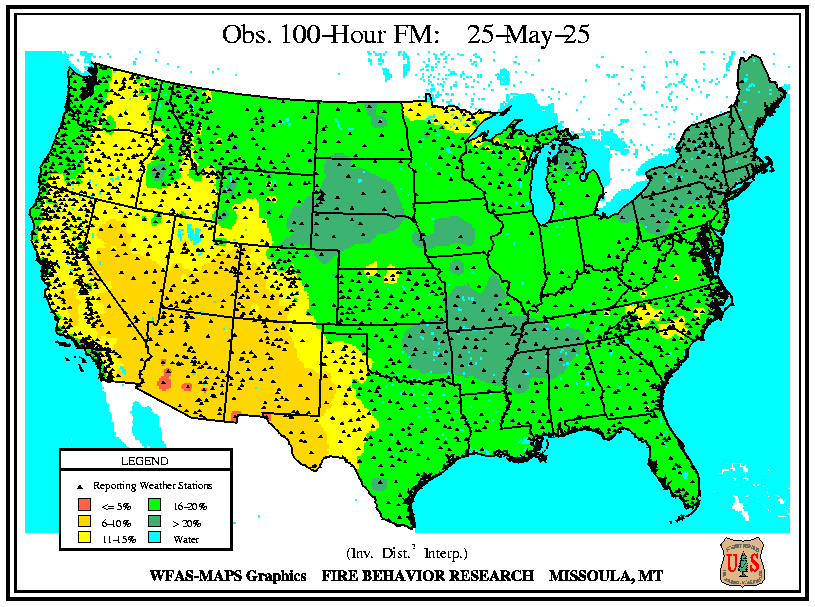 Obs. 100-Hour FM: 25-May-25
LEGEND
Reporting Weather Stations
<= 5%
16-20%
6-10%
> 20%
11-15%
Water
(Inv. Dist.² Interp.)
WFAS-MAPS Graphics FIRE BEHAVIOR RESEARCH MISSOULA, MT
U S